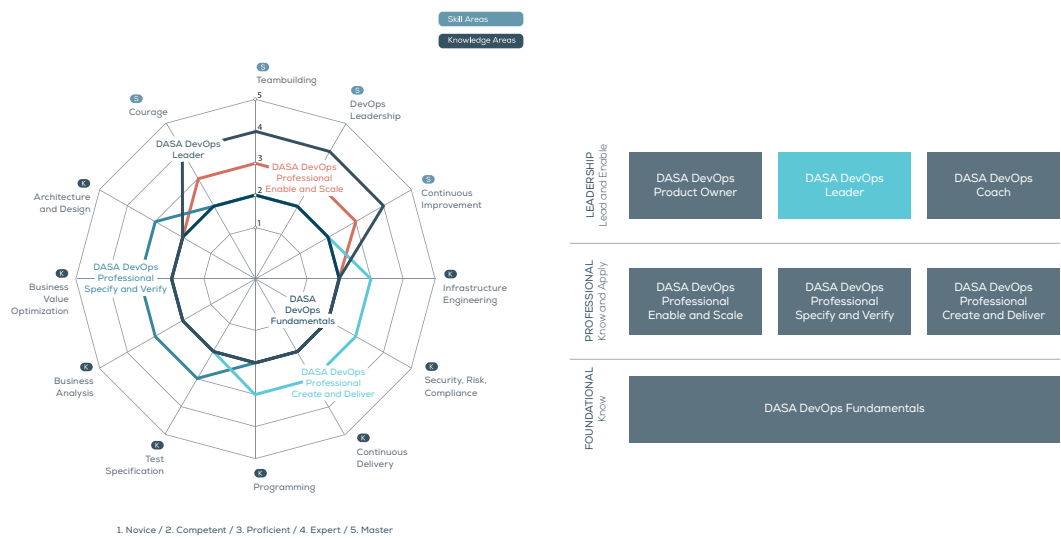 Skill Areas
Knowledge Areas
S
Teambuilding
S
DevOps
Leadership
S
Continuous
Improvement
K
Infrastructure
Engineering
K
Security, Risk,
Compliance
K
Continuous
Delivery
K
Programming
K
Test
Specification
K
Business
Analysis
K
Business
Value
Optimization
K
Architecture
and Design
S
Courage
5
4
3
2
1
DASA DevOps
Leader
DASA DevOps
Professional
Enable and Scale
DASA DevOps
Professional
Specify and Verify
DASA
DevOps
Fundamentals
DASA DevOps
Professional
Create and Deliver
1. Novice / 2. Competent / 3. Proficient / 4. Expert / 5. Master
LEADERSHIP
Lead and Enable
DASA DevOps
Product Owner
DASA DevOps
Leader
DASA DevOps
Coach
PROFESSIONAL
Know and Apply
DASA DevOps
Professional
Enable and Scale
DASA DevOps
Professional
Specify and Verify
DASA DevOps
Professional
Create and Deliver
FOUNDATIONAL
Know
DASA DevOps Fundamentals